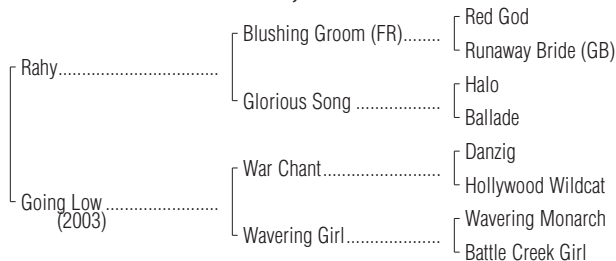 Red God
Blushing Groom (FR)........
Runaway Bride (GB)
Rahy..................................
Halo
Glorious Song .................
Ballade
Danzig
War Chant........................
Hollywood Wildcat
Going Low ........................
(2003)
Wavering Monarch
Wavering Girl...................
Battle Creek Girl